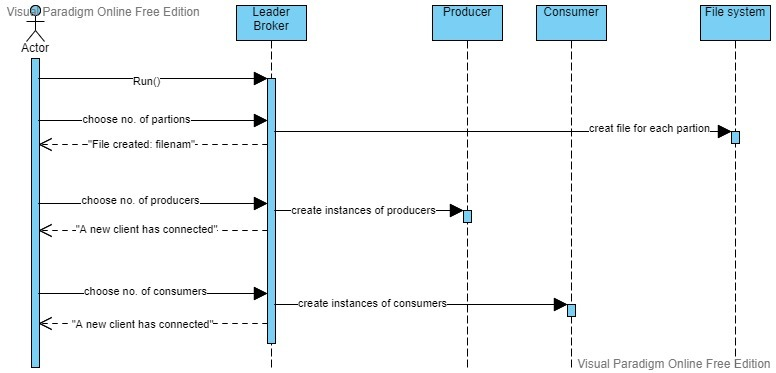 Visual Paradigm Online Free Edition
Leader
Broker
Producer
Consumer
File system
Actor
Run()
choose no. of partions
creat file for each partion
"File created: filenam"
choose no. of producers
create instances of producers
"A new client has connected"
choose no. of consumers
create instances of consumers
"A new client has connected"
Visual Paradigm Online Free Edition